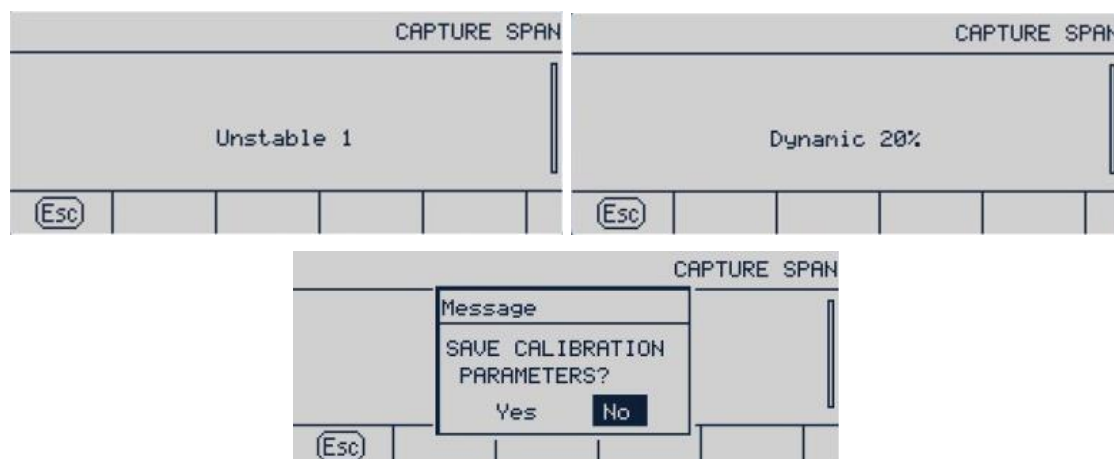 CAPTURE SPAN
Unstable 1
Esc
CAPTURE SPAN
Dynamic 20%
Esc
CAPTURE SPAN
Message
SAVE CALIBRATION
PARAMETERS?
Yes No
Esc